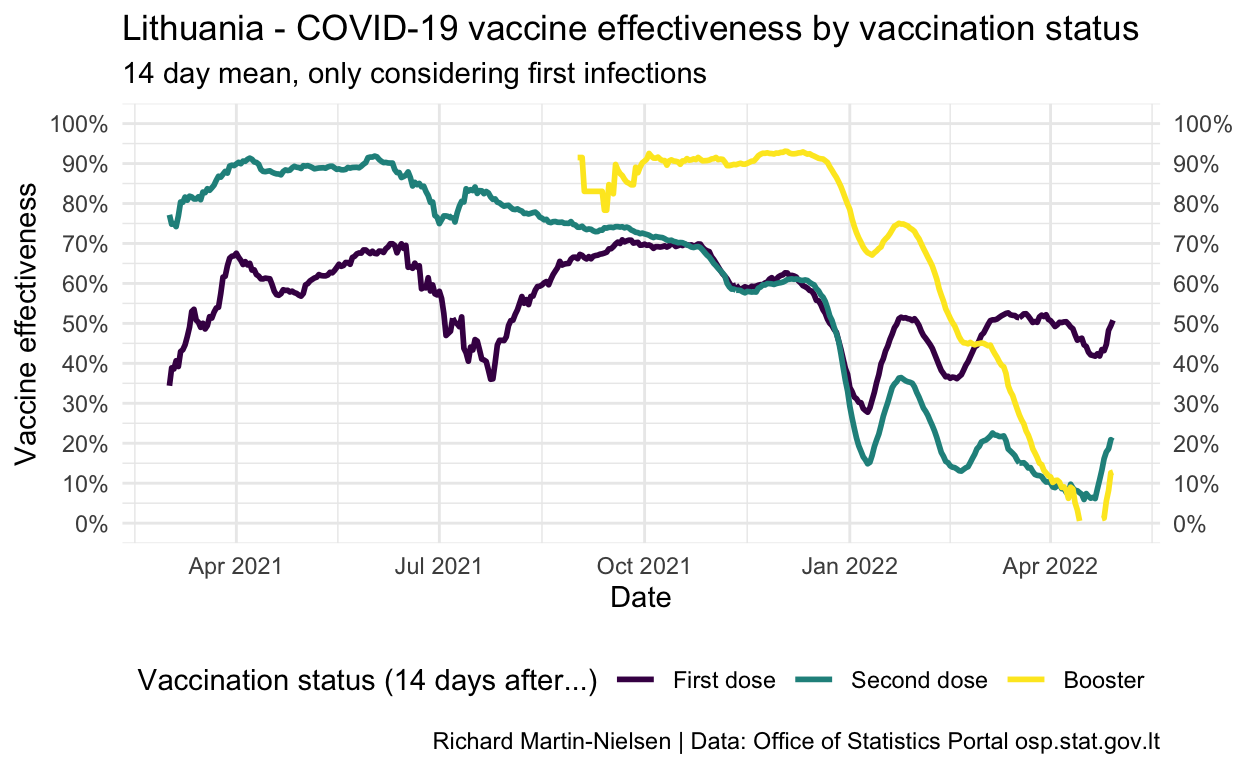 Lithuania - COVID-19 vaccine effectiveness by vaccination status
14 day mean, only considering first infections
100% 100%
90% 90%
80% 80%
70% 70%
60% 60%
50% 50%
40% 40%
30% 30%
20% 20%
10% 10%
0% 0%
Vaccine effectiveness
Apr 2021 Jul 2021 Oct 2021 Jan 2022 Apr 2022
Date
Vaccination status (14 days after...) First dose Second dose Booster
Richard Martin-Nielsen | Data: Office of Statistics Portal osp.stat.gov.lt